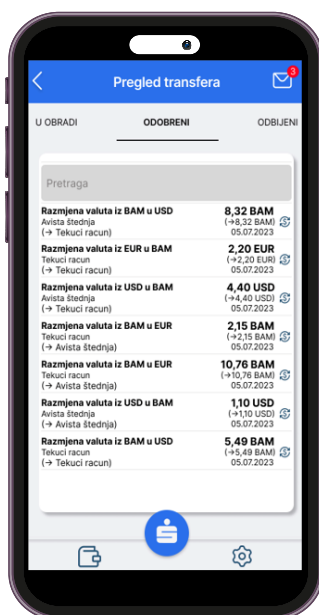 Pregled transfera
3
U OBRADI
ODOBRENI
ODBIJENI
Pretraga
Razmjena valuta iz BAM u USD
8,32 BAM
Avista štednja
(→8,32 BAM)
(→ Tekuci racun)
05.07.2023
Razmjena valuta iz EUR u BAM
2,20 EUR
Tekuci racun
(→2,20 EUR)
(→ Tekuci racun)
05.07.2023
Razmjena valuta iz USD u BAM
4,40 USD
Avista štednja
(→4,40 USD)
(→ Tekuci racun)
05.07.2023
Razmjena valuta iz BAM u EUR
2,15 BAM
Tekuci racun
(→2,15 BAM)
(→ Avista štednja)
05.07.2023
Razmjena valuta iz BAM u EUR
10,76 BAM
Tekuci racun
(→10,76 BAM)
(→ Avista štednja)
05.07.2023
Razmjena valuta iz USD u BAM
1,10 USD
Avista štednja
(→1,10 USD)
(→ Avista štednja)
05.07.2023
Razmjena valuta iz BAM u USD
5,49 BAM
Tekuci racun
(→5,49 BAM)
(→ Tekuci racun)
05.07.2023